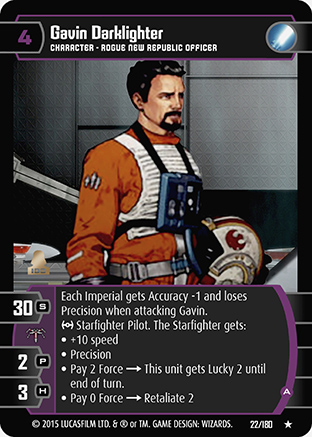 4 Gavin Darklighter
CHARACTER - ROGUE NEW REPUBLIC OFFICER
30 S
2 P
3 H
Each Imperial gets Accuracy -1 and loses
Precision when attacking Gavin.
Starfighter Pilot. The Starfighter gets:
• +10 speed
• Precision
• Pay 2 Force → This unit gets Lucky 2 until
end of turn.
• Pay 0 Force → Retaliate 2
A
© 2015 LUCASFILM LTD. & ® or TM. GAME DESIGN: WIZARDS. 22/180 ★